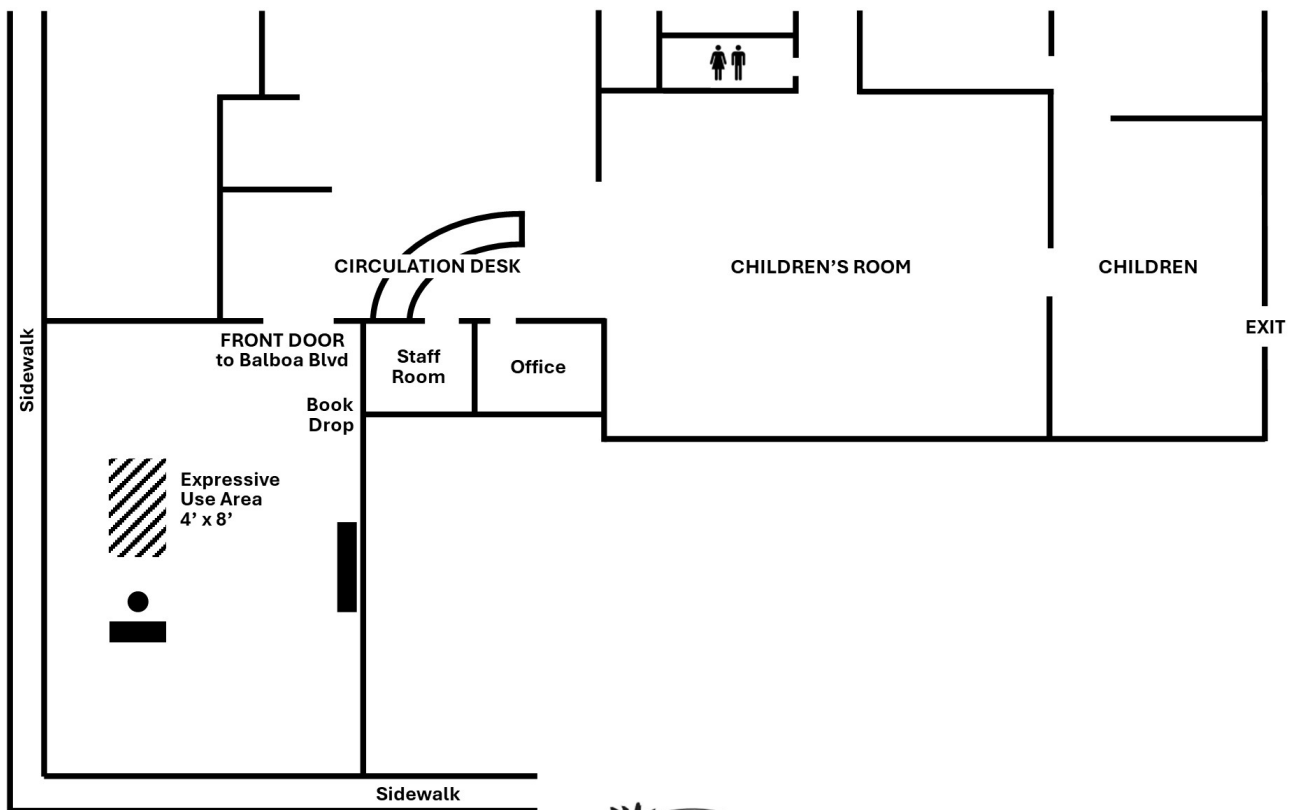 CIRCULATION DESK
CHILDREN’S ROOM
CHILDREN
EXIT
Sidewalk
FRONT DOOR
to Balboa Blvd
Staff
Room
Office
Book
Drop
Expressive
Use Area
4’ x 8’
Sidewalk